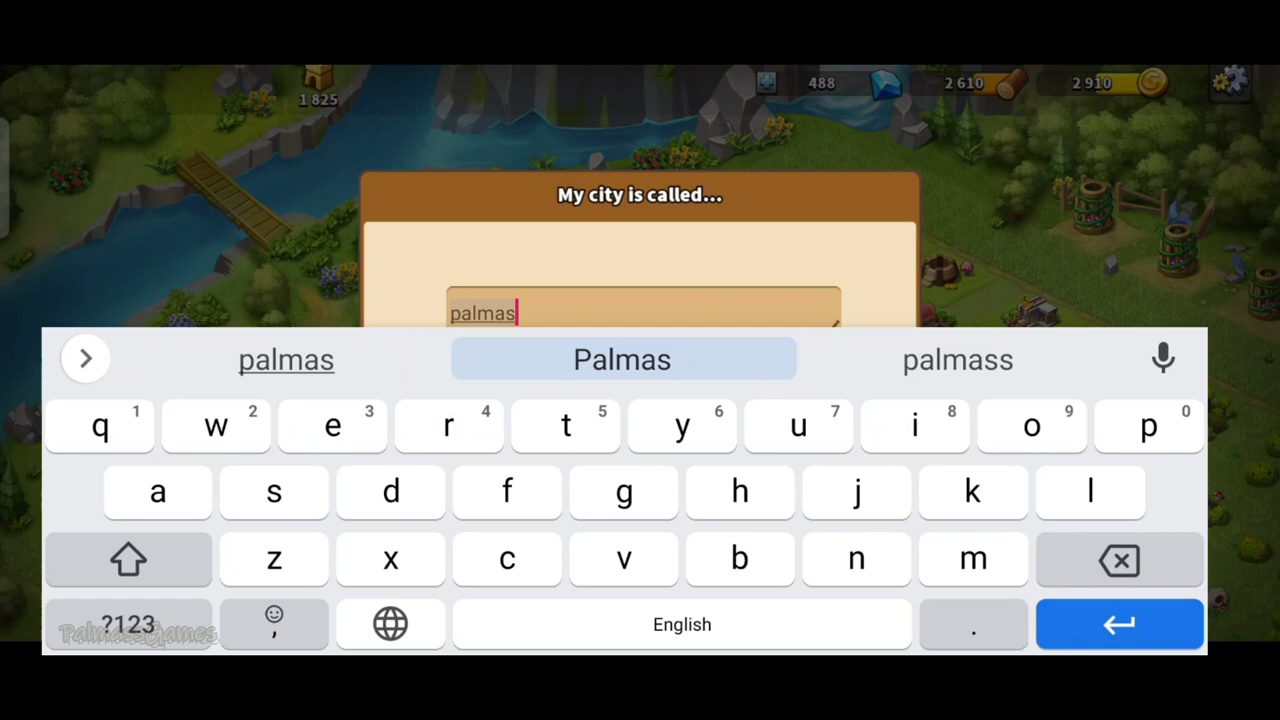 488 2 610 2 910
1 825
My city is called...
palmas
palmas Palmas palmass
q 1 w 2 e 3 r 4 t 5 y 6 u 7 i 8 o 9 p 0
a s d f g h j k l
z x c v b n m
?123 , English .
PalmassGames